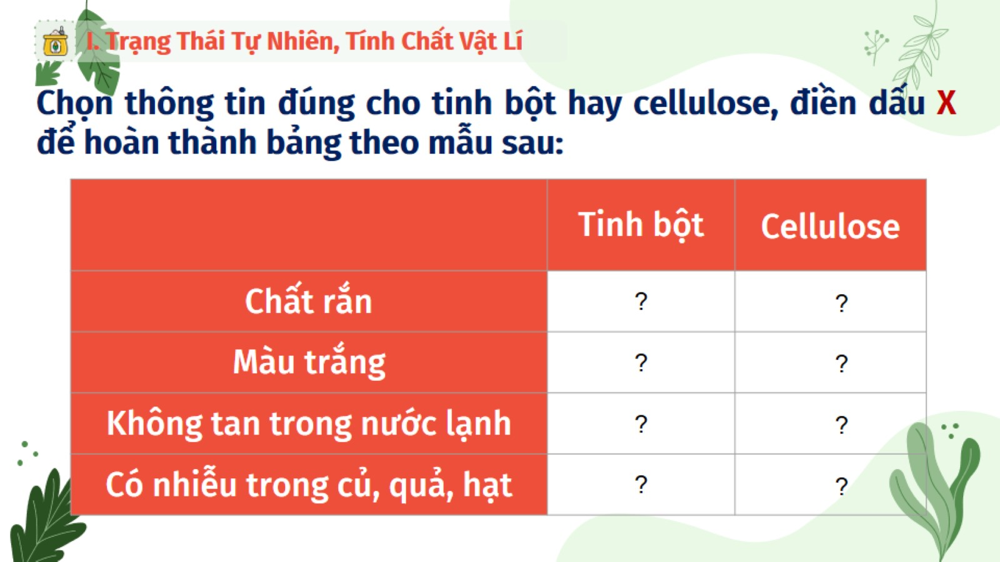 I. Trạng Thái Tự Nhiên, Tính Chất Vật Lí
Chọn thông tin đúng cho tinh bột hay cellulose, điền dấu X
để hoàn thành bảng theo mẫu sau:
Tinh bột Cellulose
Chất rắn ? ?
Màu trắng ? ?
Không tan trong nước lạnh ? ?
Có nhiễu trong củ, quả, hạt ? ?